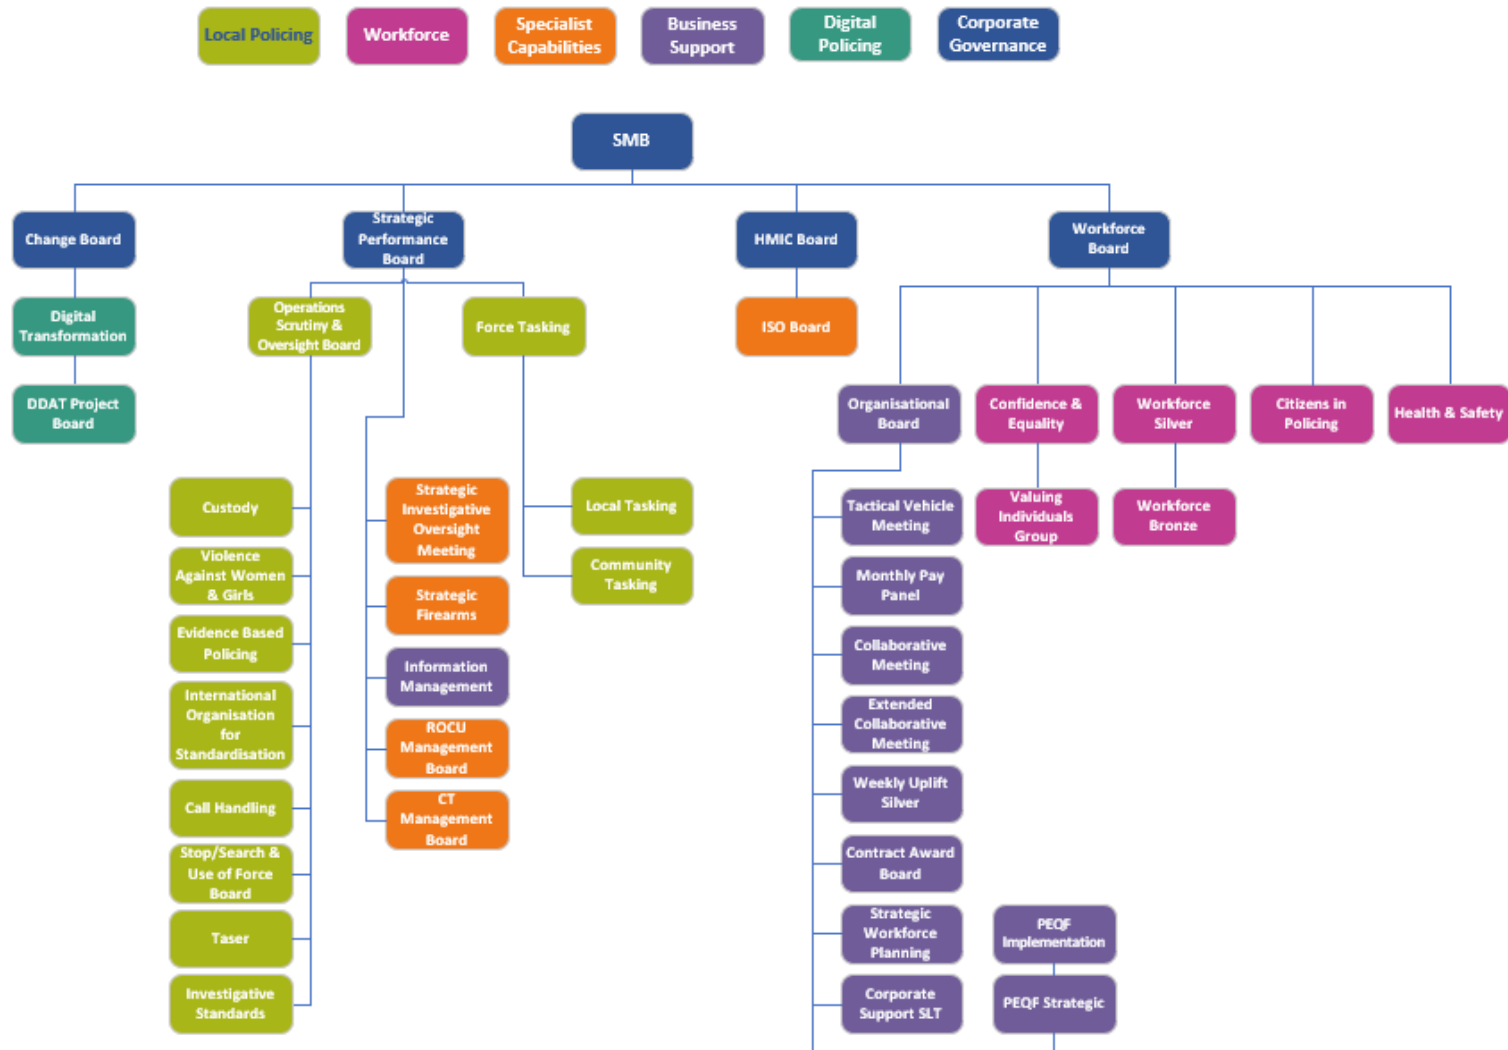 Local Policing
Workforce
Specialist
Capabilities
Business
Support
Digital
Policing
Corporate
Governance
SMB
Change Board
Strategic
Performance
Board
HMIC Board
Workforce
Board
Digital
Transformation
Operations
Scrutiny &
Oversight Board
Force Tasking
ISO Board
DDAT Project
Board
Organisational
Board
Confidence &
Equality
Workforce
Silver
Citizens in
Policing
Health & Safety
Custody
Strategic
Investigative
Oversight
Meeting
Local Tasking
Tactical Vehicle
Meeting
Valuing
Individuals
Group
Workforce
Bronze
Violence
Against Women
& Girls
Strategic
Firearms
Community
Tasking
Monthly Pay
Panel
Evidence Based
Policing
Information
Management
Collaborative
Meeting
International
Organisation
for
Standardisation
ROCU
Management
Board
Extended
Collaborative
Meeting
Call Handling
CT
Management
Board
Weekly Uplift
Silver
Stop/Search &
Use of Force
Board
Contract Award
Board
Taser
Strategic
Workforce
Planning
PEQF
Implementation
Investigative
Standards
Corporate
Support SLT
PEQF Strategic